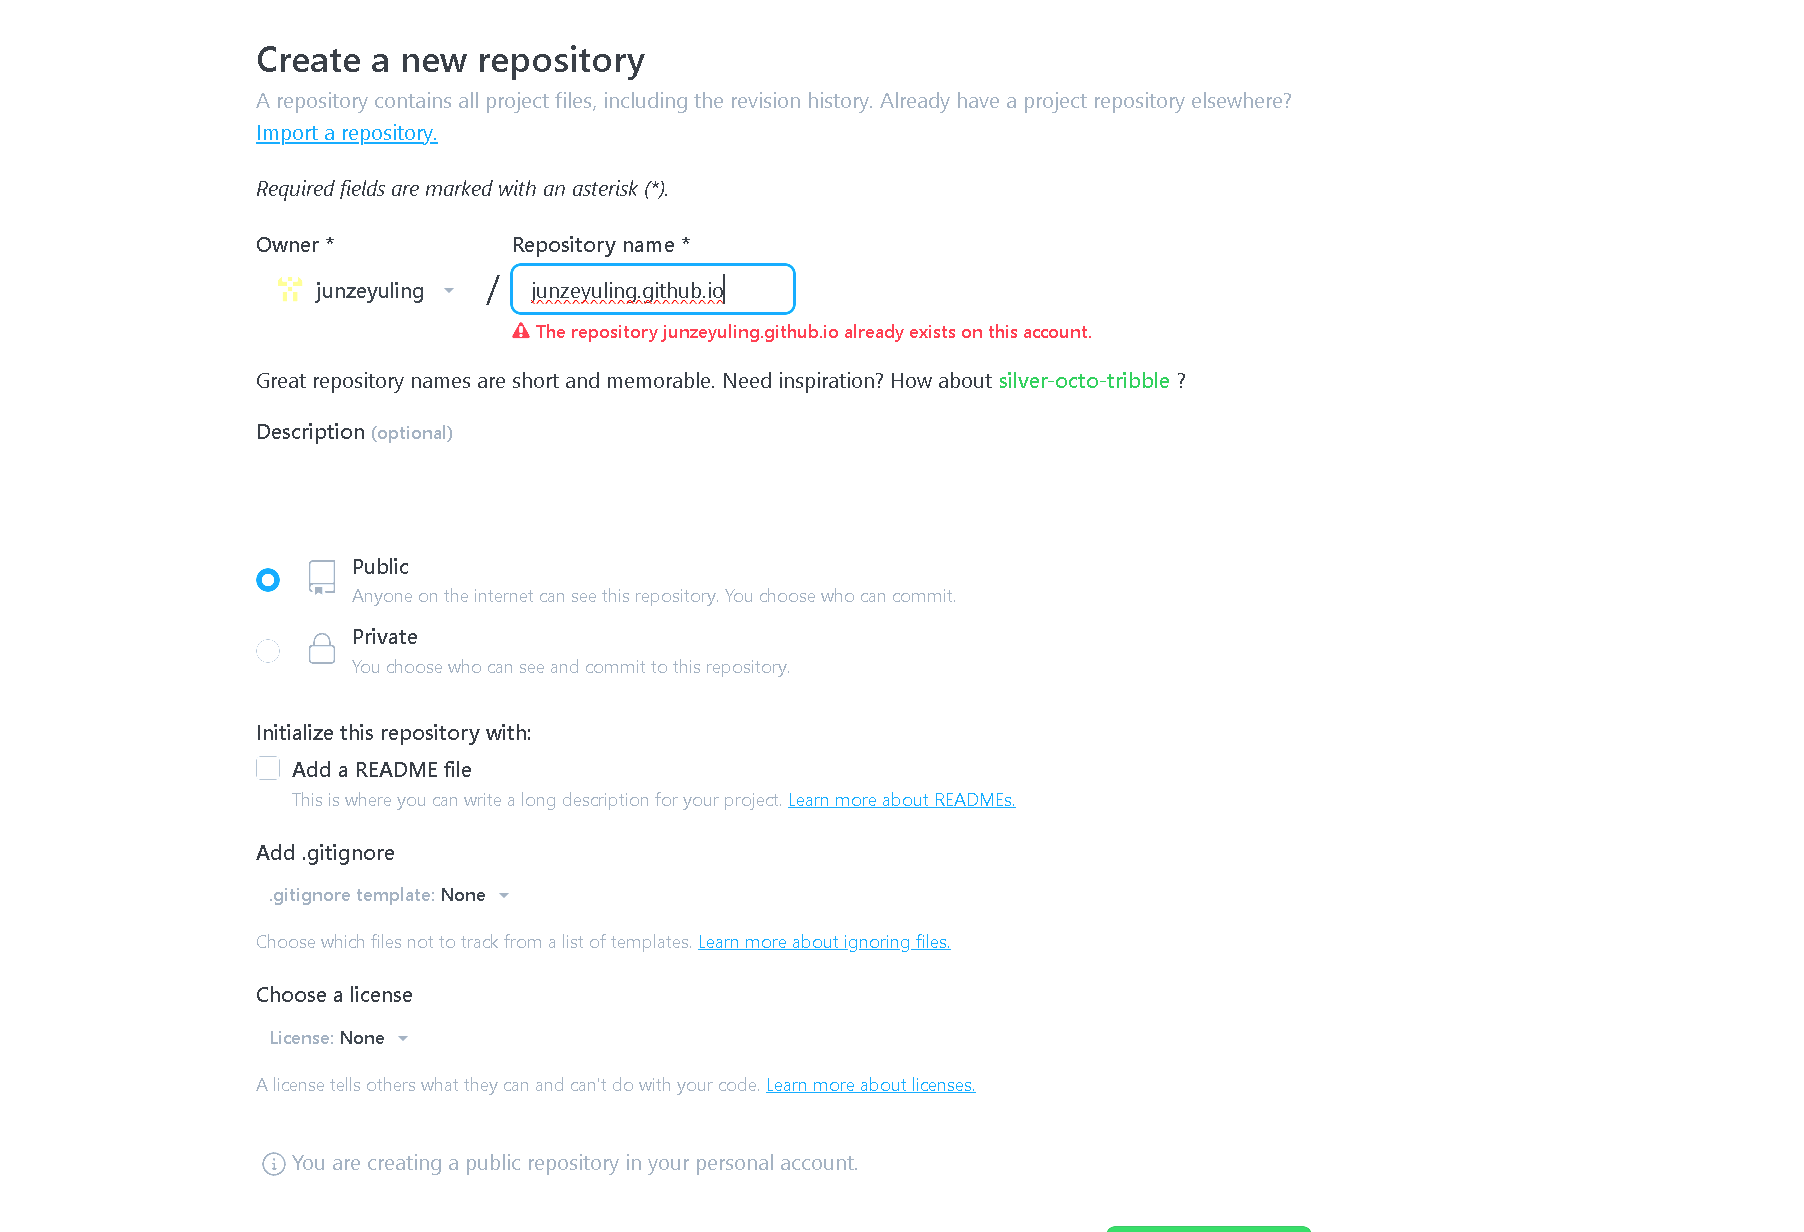 Create a new repository
A repository contains all project files, including the revision history. Already have a project repository elsewhere?
Import a repository.
Required fields are marked with an asterisk (*).
Owner * Repository name *
junzeyuling / junzeyuling.github.io
The repository junzeyuling.github.io already exists on this account.
Great repository names are short and memorable. Need inspiration? How about silver-octo-tribble ?
Description (optional)
Public
Anyone on the internet can see this repository. You choose who can commit.
Private
You choose who can see and commit to this repository.
Initialize this repository with:
Add a README file
This is where you can write a long description for your project. Learn more about READMEs.
Add .gitignore
.gitignore template: None
Choose which files not to track from a list of templates. Learn more about ignoring files.
Choose a license
License: None
A license tells others what they can and can't do with your code. Learn more about licenses.
You are creating a public repository in your personal account.